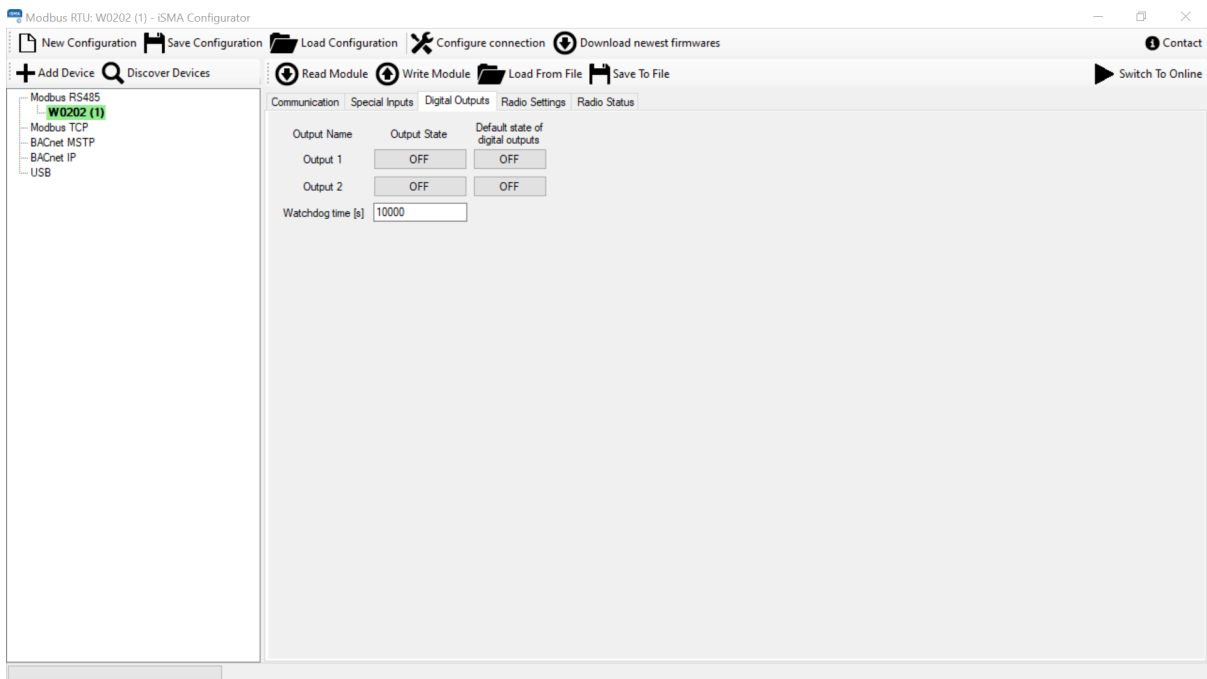 iSMA
Modbus RTU: W0202 (1) - iSMA Configurator
New Configuration Save Configuration Load Configuration Configure connection Download newest firmwares Contact
Add Device Discover Devices Read Module Write Module Load From File Save To File Switch To Online
Modbus RS485
W0202 (1)
Modbus TCP
BACnet MSTP
BACnet IP
USB
Communication Special Inputs Digital Outputs Radio Settings Radio Status
Output Name Output State Default state of
digital outputs
Output 1 OFF OFF
Output 2 OFF OFF
Watchdog time [s] 10000